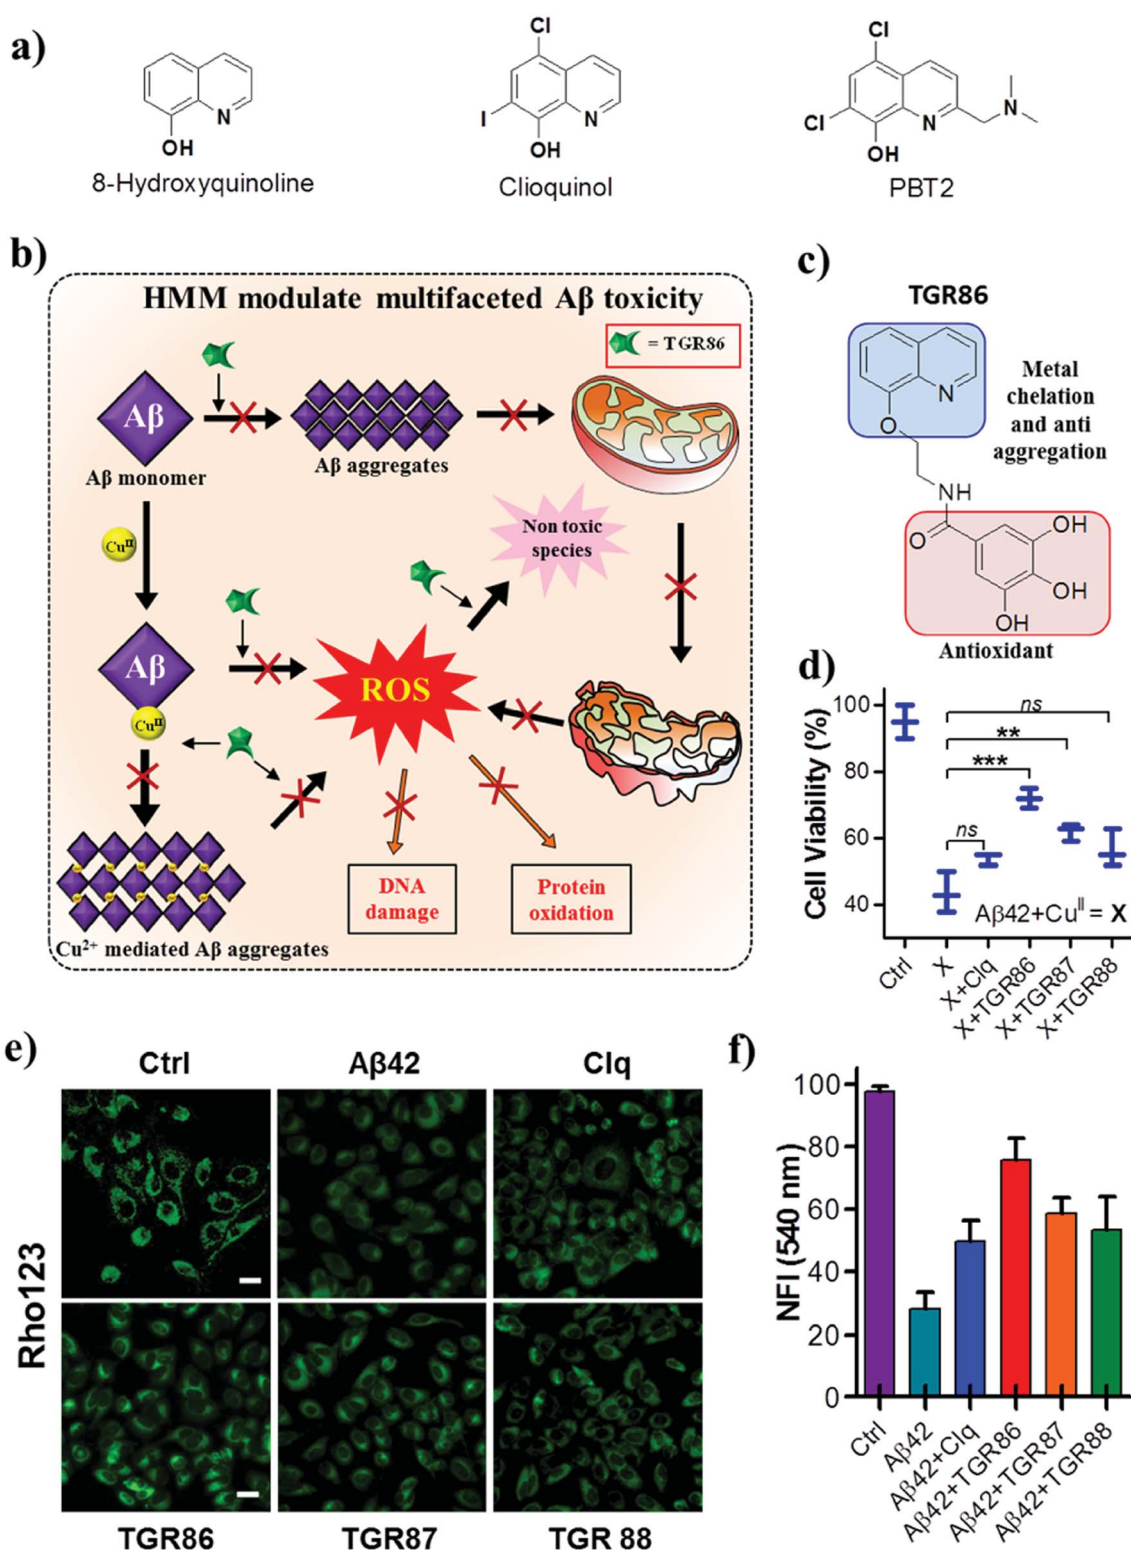 a)
Cl
Cl
N
OH
8-Hydroxyquinoline
I
N
OH
Clioquinol
Cl
N
N
OH
PBT2
b)
HMM modulate multifaceted Aβ toxicity
= TGR86
Aβ
Aβ monomer
Aβ aggregates
Cu^II
Non toxic
species
Aβ
Cu^II
ROS
DNA
damage
Protein
oxidation
Cu²⁺ mediated Aβ aggregates
c)
TGR86
N
O
Metal
chelation
and anti
aggregation
NH
O
OH
OH
OH
Antioxidant
d)
Cell Viability (%)
100
80
60
40
ns
**
***
ns
Aβ42+Cu^II = X
Ctrl
X
X+Clq
X+TGR86
X+TGR87
X+TGR88
e)
Ctrl
Aβ42
Clq
Rho123
TGR86
TGR87
TGR 88
f)
NFI (540 nm)
100
80
60
40
20
0
Ctrl
Aβ42
Aβ42+Clq
Aβ42+TGR86
Aβ42+TGR87
Aβ42+TGR88